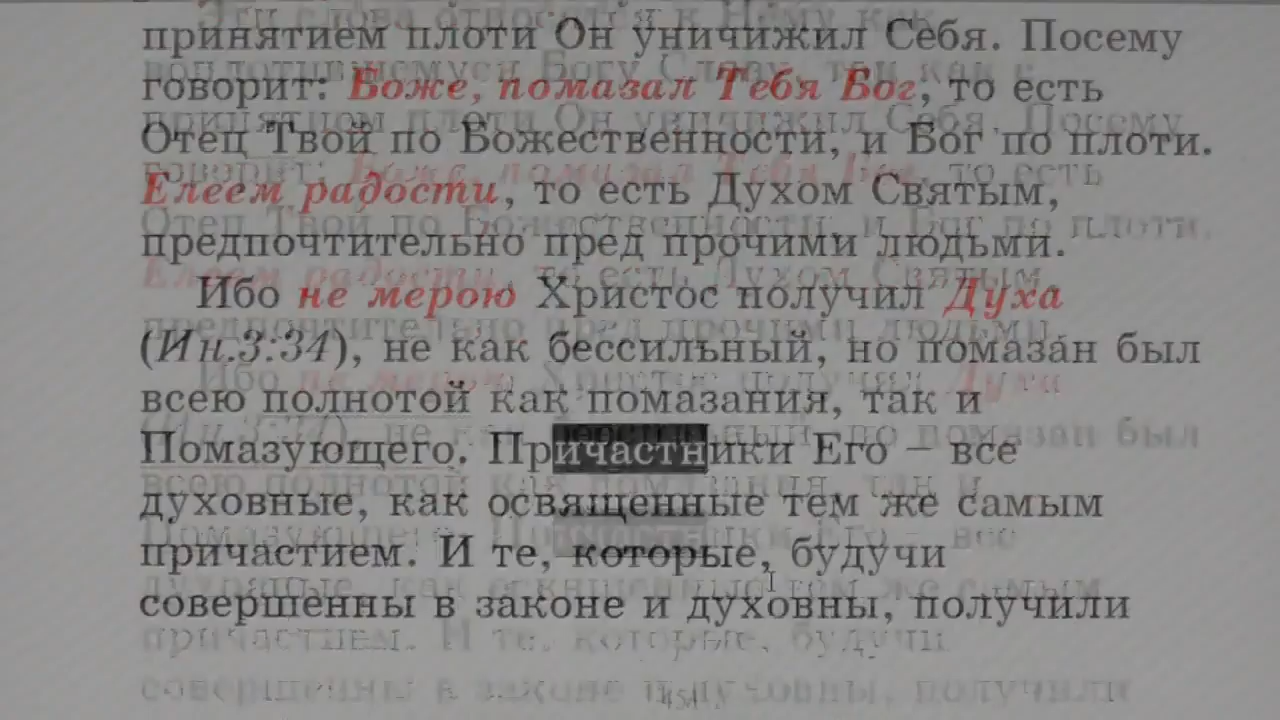 принятием плоти Он уничижил Себя. Посему
говорит: Боже, помазал Тебя Бог, то есть
Отец Твой по Божественности, и Бог по плоти.
Елеем радости, то есть Духом Святым,
предпочтительно пред прочими людьми.
Ибо не мерою Христос получил Духа
(Ин.3:34), не как бессильный, но помазан был
всею полнотой как помазания, так и
Помазующего. Причастники Его – все
духовные, как освященные тем же самым
причастием. И те, которые, будучи
совершенны в законе и духовны, получили